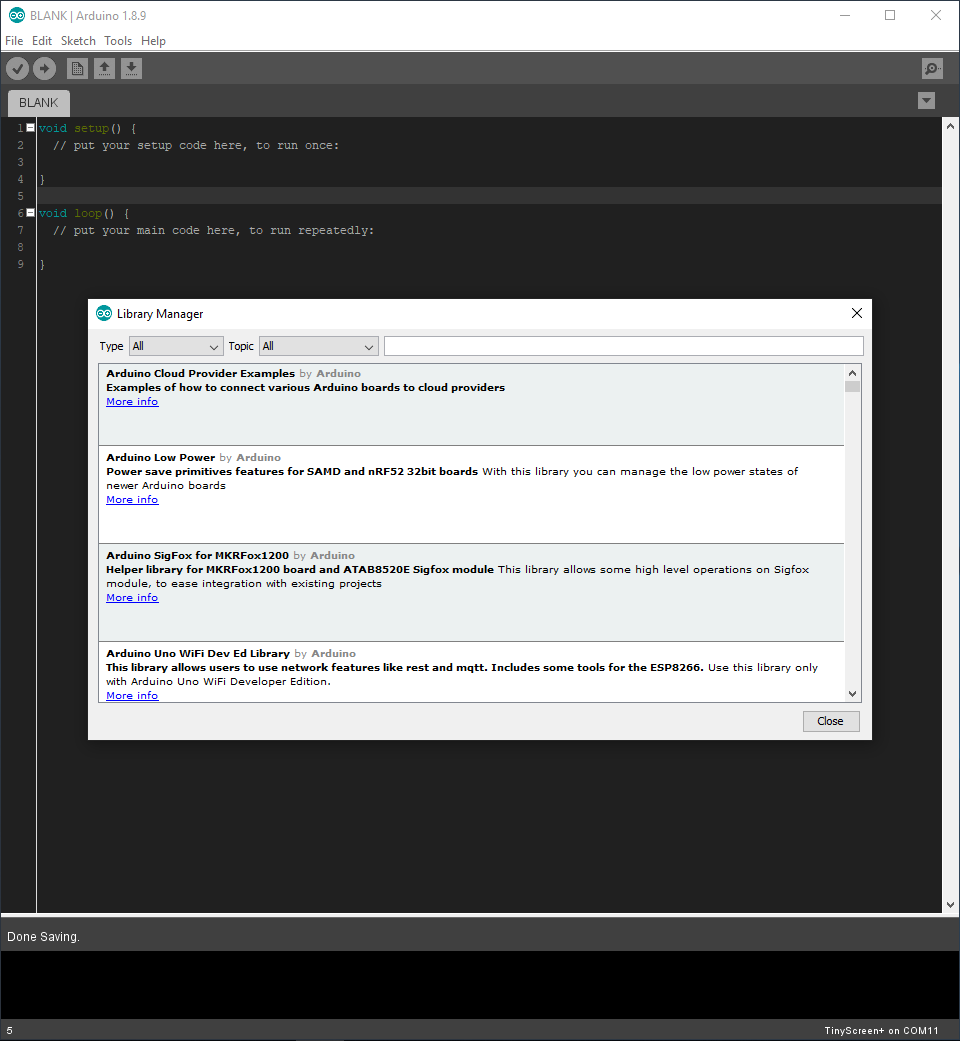 BLANK | Arduino 1.8.9
File Edit Sketch Tools Help
BLANK
1 void setup() {
2 // put your setup code here, to run once:
3
4 }
5
6 void loop() {
7 // put your main code here, to run repeatedly:
8
9 }
Library Manager
Type All Topic All
Arduino Cloud Provider Examples by Arduino
Examples of how to connect various Arduino boards to cloud providers
More info
Arduino Low Power by Arduino
Power save primitives features for SAMD and nRF52 32bit boards With this library you can manage the low power states of
newer Arduino boards
More info
Arduino SigFox for MKRFox1200 by Arduino
Helper library for MKRFox1200 board and ATAB8520E Sigfox module This library allows some high level operations on Sigfox
module, to ease integration with existing projects
More info
Arduino Uno WiFi Dev Ed Library by Arduino
This library allows users to use network features like rest and mqtt. Includes some tools for the ESP8266. Use this library only
with Arduino Uno WiFi Developer Edition.
More info
Close
Done Saving.
5 TinyScreen+ on COM11